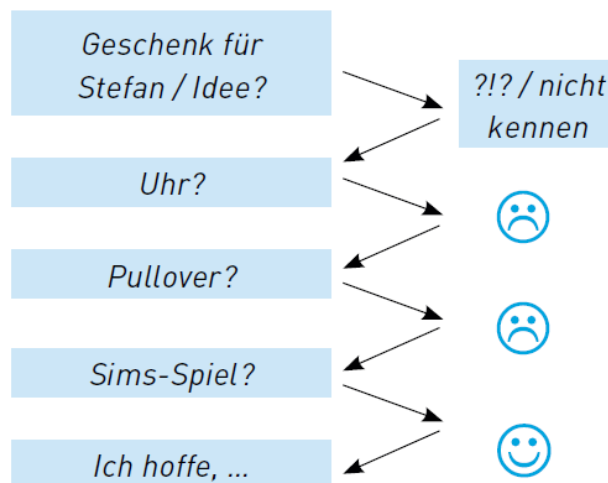 Geschenk für
Stefan / Idee?
?!? / nicht
kennen
Uhr?
Pullover?
Sims-Spiel?
Ich hoffe, ...